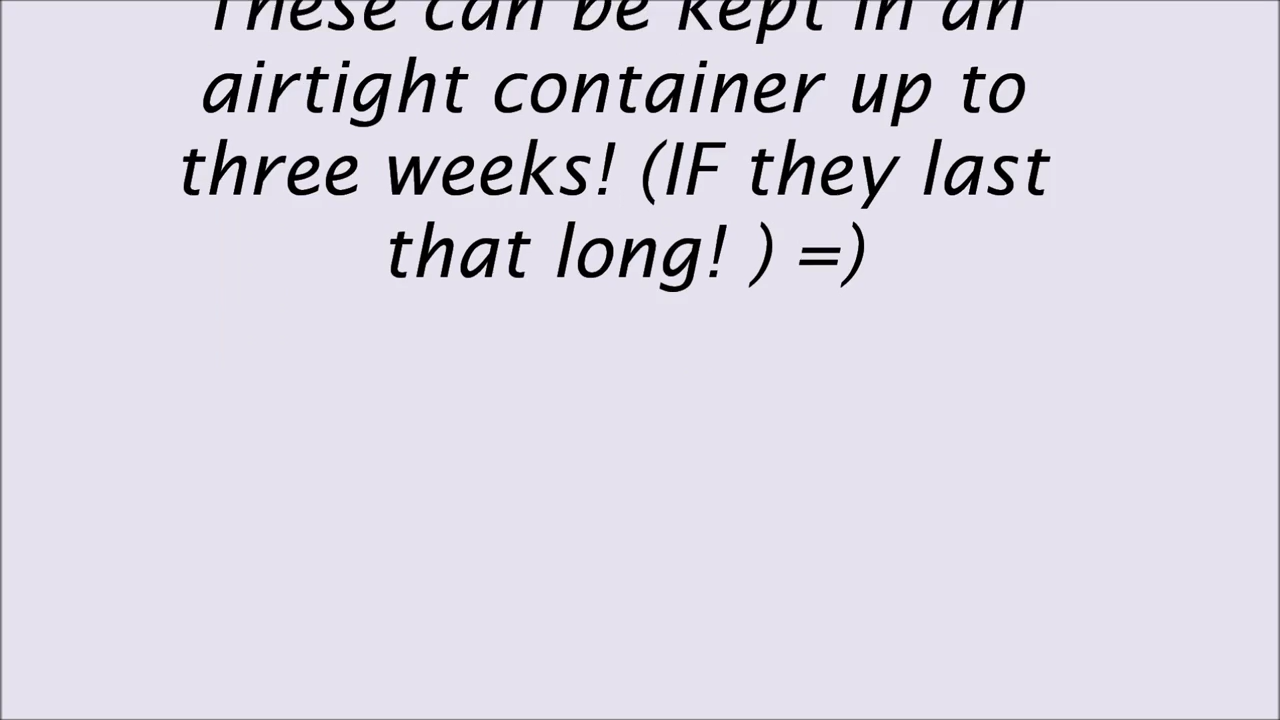 These can be kept in an
airtight container up to
three weeks! (IF they last
that long! ) =)